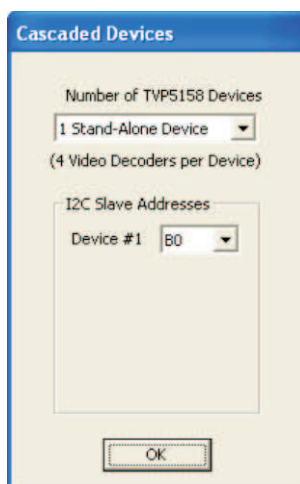 Cascaded Devices
Number of TVP5158 Devices
1 Stand-Alone Device
(4 Video Decoders per Device)
I2C Slave Addresses
Device #1 B0
OK